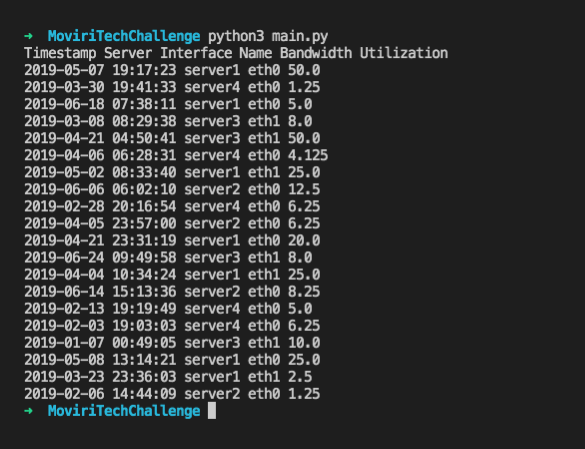 → MoviriTechChallenge python3 main.py
Timestamp Server Interface Name Bandwidth Utilization
2019-05-07 19:17:23 server1 eth0 50.0
2019-03-30 19:41:33 server4 eth0 1.25
2019-06-18 07:38:11 server1 eth0 5.0
2019-03-08 08:29:38 server3 eth1 8.0
2019-04-21 04:50:41 server3 eth1 50.0
2019-04-06 06:28:31 server4 eth0 4.125
2019-05-02 08:33:40 server1 eth1 25.0
2019-06-06 06:02:10 server2 eth0 12.5
2019-02-28 20:16:54 server4 eth0 6.25
2019-04-05 23:57:00 server2 eth0 6.25
2019-04-21 23:31:19 server1 eth0 20.0
2019-06-24 09:49:58 server3 eth1 8.0
2019-04-04 10:34:24 server1 eth1 25.0
2019-06-14 15:13:36 server2 eth0 8.25
2019-02-13 19:19:49 server4 eth0 5.0
2019-02-03 19:03:03 server4 eth0 6.25
2019-01-07 00:49:05 server3 eth1 10.0
2019-05-08 13:14:21 server1 eth0 25.0
2019-03-23 23:36:03 server1 eth1 2.5
2019-02-06 14:44:09 server2 eth0 1.25
→ MoviriTechChallenge